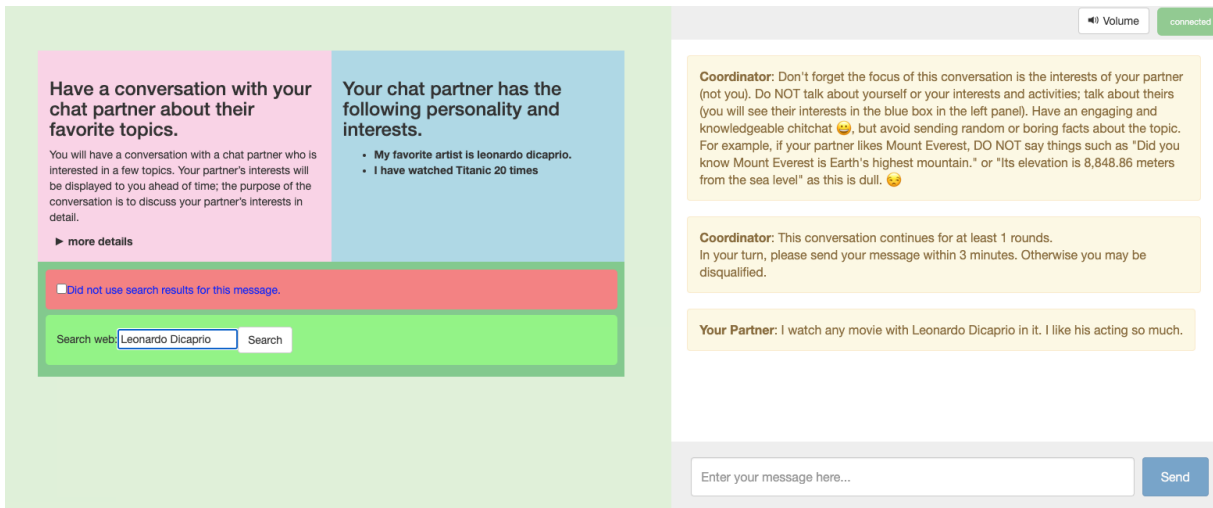 Volume
connected
Have a conversation with your
chat partner about their
favorite topics.
You will have a conversation with a chat partner who is
interested in a few topics. Your partner's interests will
be displayed to you ahead of time; the purpose of the
conversation is to discuss your partner's interests in
detail.
▶ more details
Your chat partner has the
following personality and
interests.
• My favorite artist is leonardo dicaprio.
• I have watched Titanic 20 times
Did not use search results for this message.
Search web: Leonardo Dicaprio Search
Coordinator: Don't forget the focus of this conversation is the interests of your partner
(not you). Do NOT talk about yourself or your interests and activities; talk about theirs
(you will see their interests in the blue box in the left panel). Have an engaging and
knowledgeable chitchat 😀, but avoid sending random or boring facts about the topic.
For example, if your partner likes Mount Everest, DO NOT say things such as "Did you
know Mount Everest is Earth's highest mountain." or "Its elevation is 8,848.86 meters
from the sea level" as this is dull. 😒
Coordinator: This conversation continues for at least 1 rounds.
In your turn, please send your message within 3 minutes. Otherwise you may be
disqualified.
Your Partner: I watch any movie with Leonardo Dicaprio in it. I like his acting so much.
Enter your message here...
Send